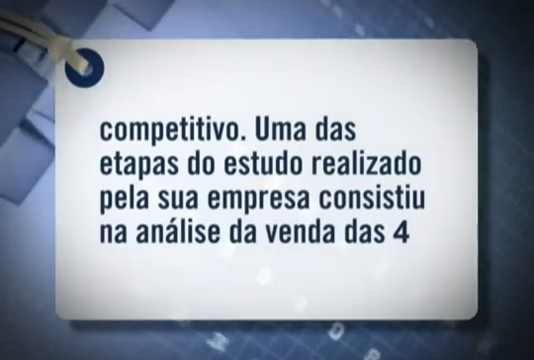 competitivo. Uma das
etapas do estudo realizado
pela sua empresa consistiu
na análise da venda das 4